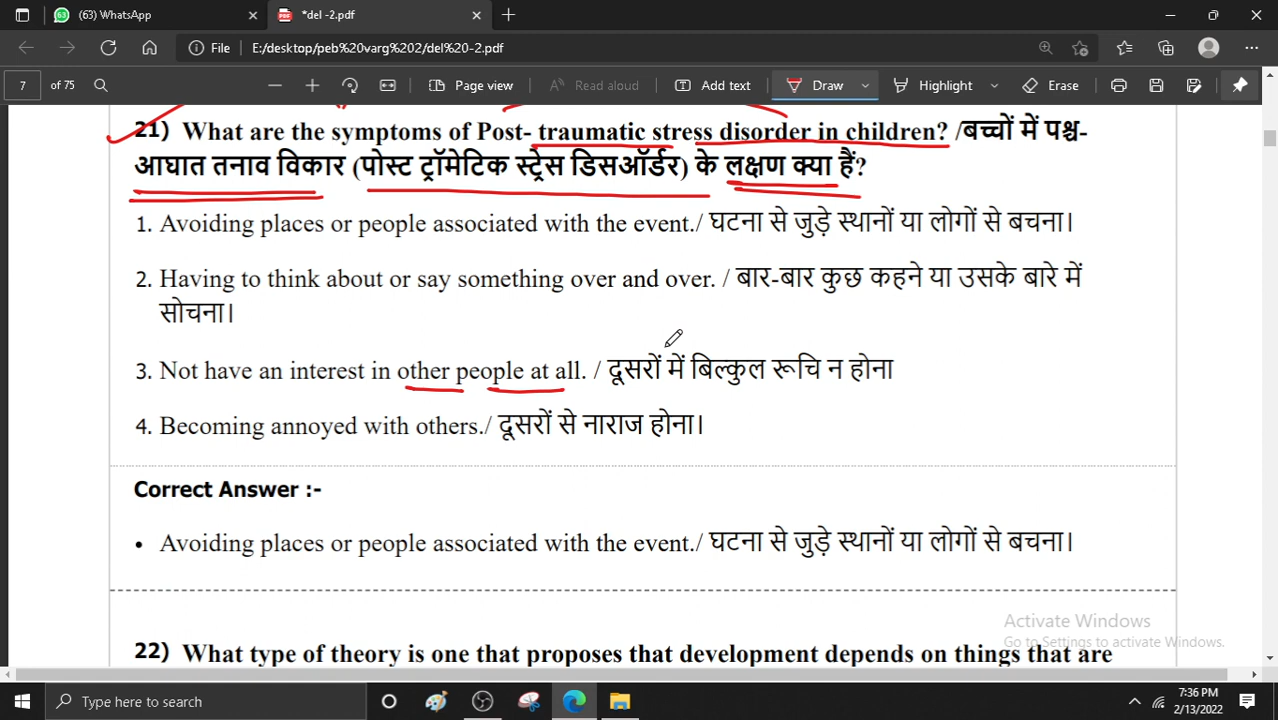 (63) WhatsApp
*del -2.pdf
File
E:/desktop/peb%20varg%202/del%20-2.pdf
7 of 75
Page view
Read aloud
Add text
Draw
Highlight
Erase
21) What are the symptoms of Post- traumatic stress disorder in children? /बच्चों में पश्च-
आघात तनाव विकार (पोस्ट ट्रॉमेटिक स्ट्रेस डिसऑर्डर) के लक्षण क्या हैं?
1. Avoiding places or people associated with the event./ घटना से जुड़े स्थानों या लोगों से बचना।
2. Having to think about or say something over and over. / बार-बार कुछ कहने या उसके बारे में
सोचना।
3. Not have an interest in other people at all. / दूसरों में बिल्कुल रूचि न होना
4. Becoming annoyed with others./ दूसरों से नाराज होना।
Correct Answer :-
• Avoiding places or people associated with the event./ घटना से जुड़े स्थानों या लोगों से बचना।
Activate Windows
Go to Settings to activate Windows.
22) What type of theory is one that proposes that development depends on things that are
Type here to search
7:36 PM
2/13/2022